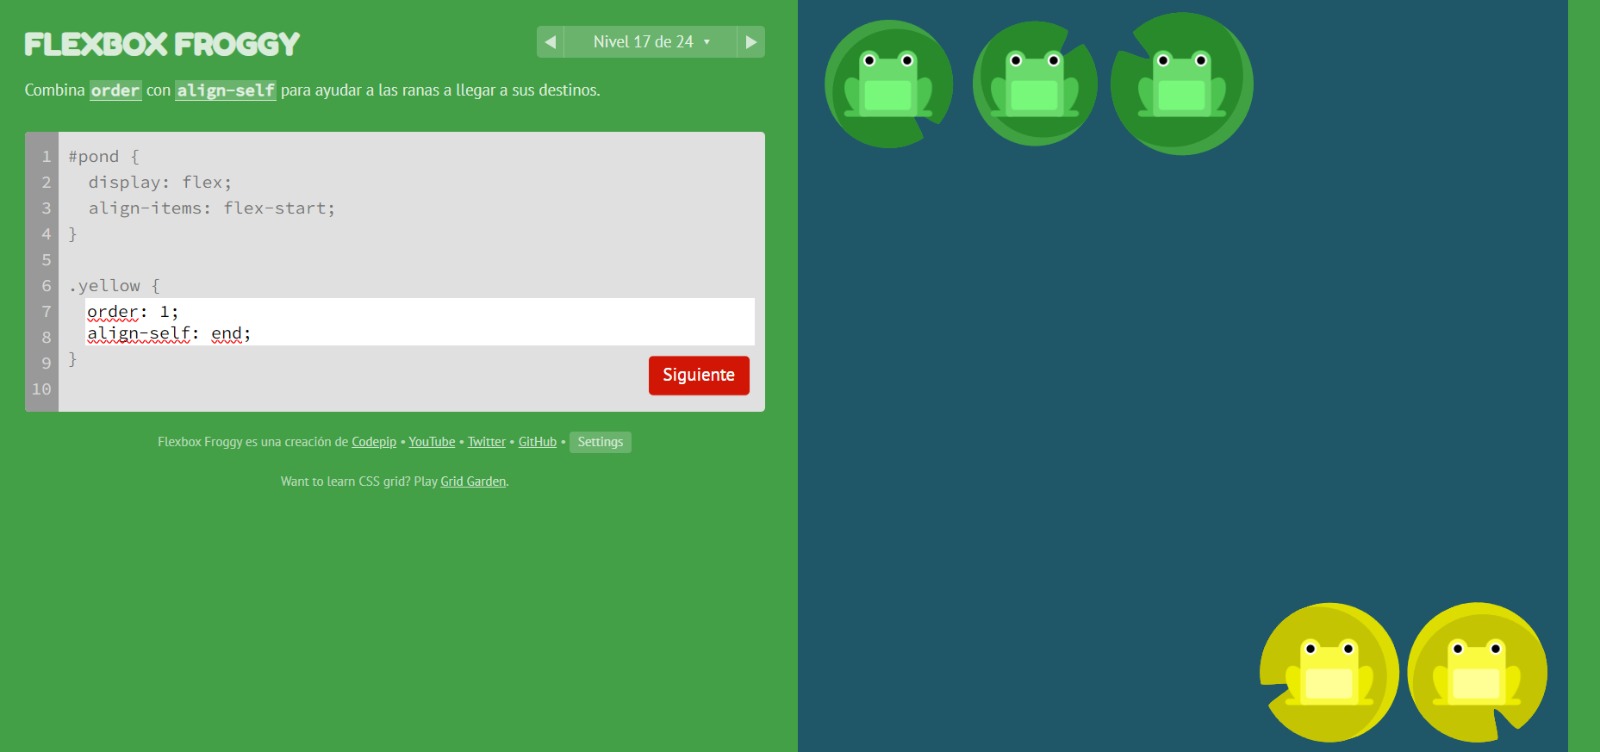 FLEXBOX FROGGY
◀ Nivel 17 de 24 ▾ ▶
Combina order con align-self para ayudar a las ranas a llegar a sus destinos.
1 #pond {
2 display: flex;
3 align-items: flex-start;
4 }
5
6 .yellow {
7 order: 1;
8 align-self: end;
9 }
10
Siguiente
Flexbox Froggy es una creación de Codepip • YouTube • Twitter • GitHub • Settings
Want to learn CSS grid? Play Grid Garden.